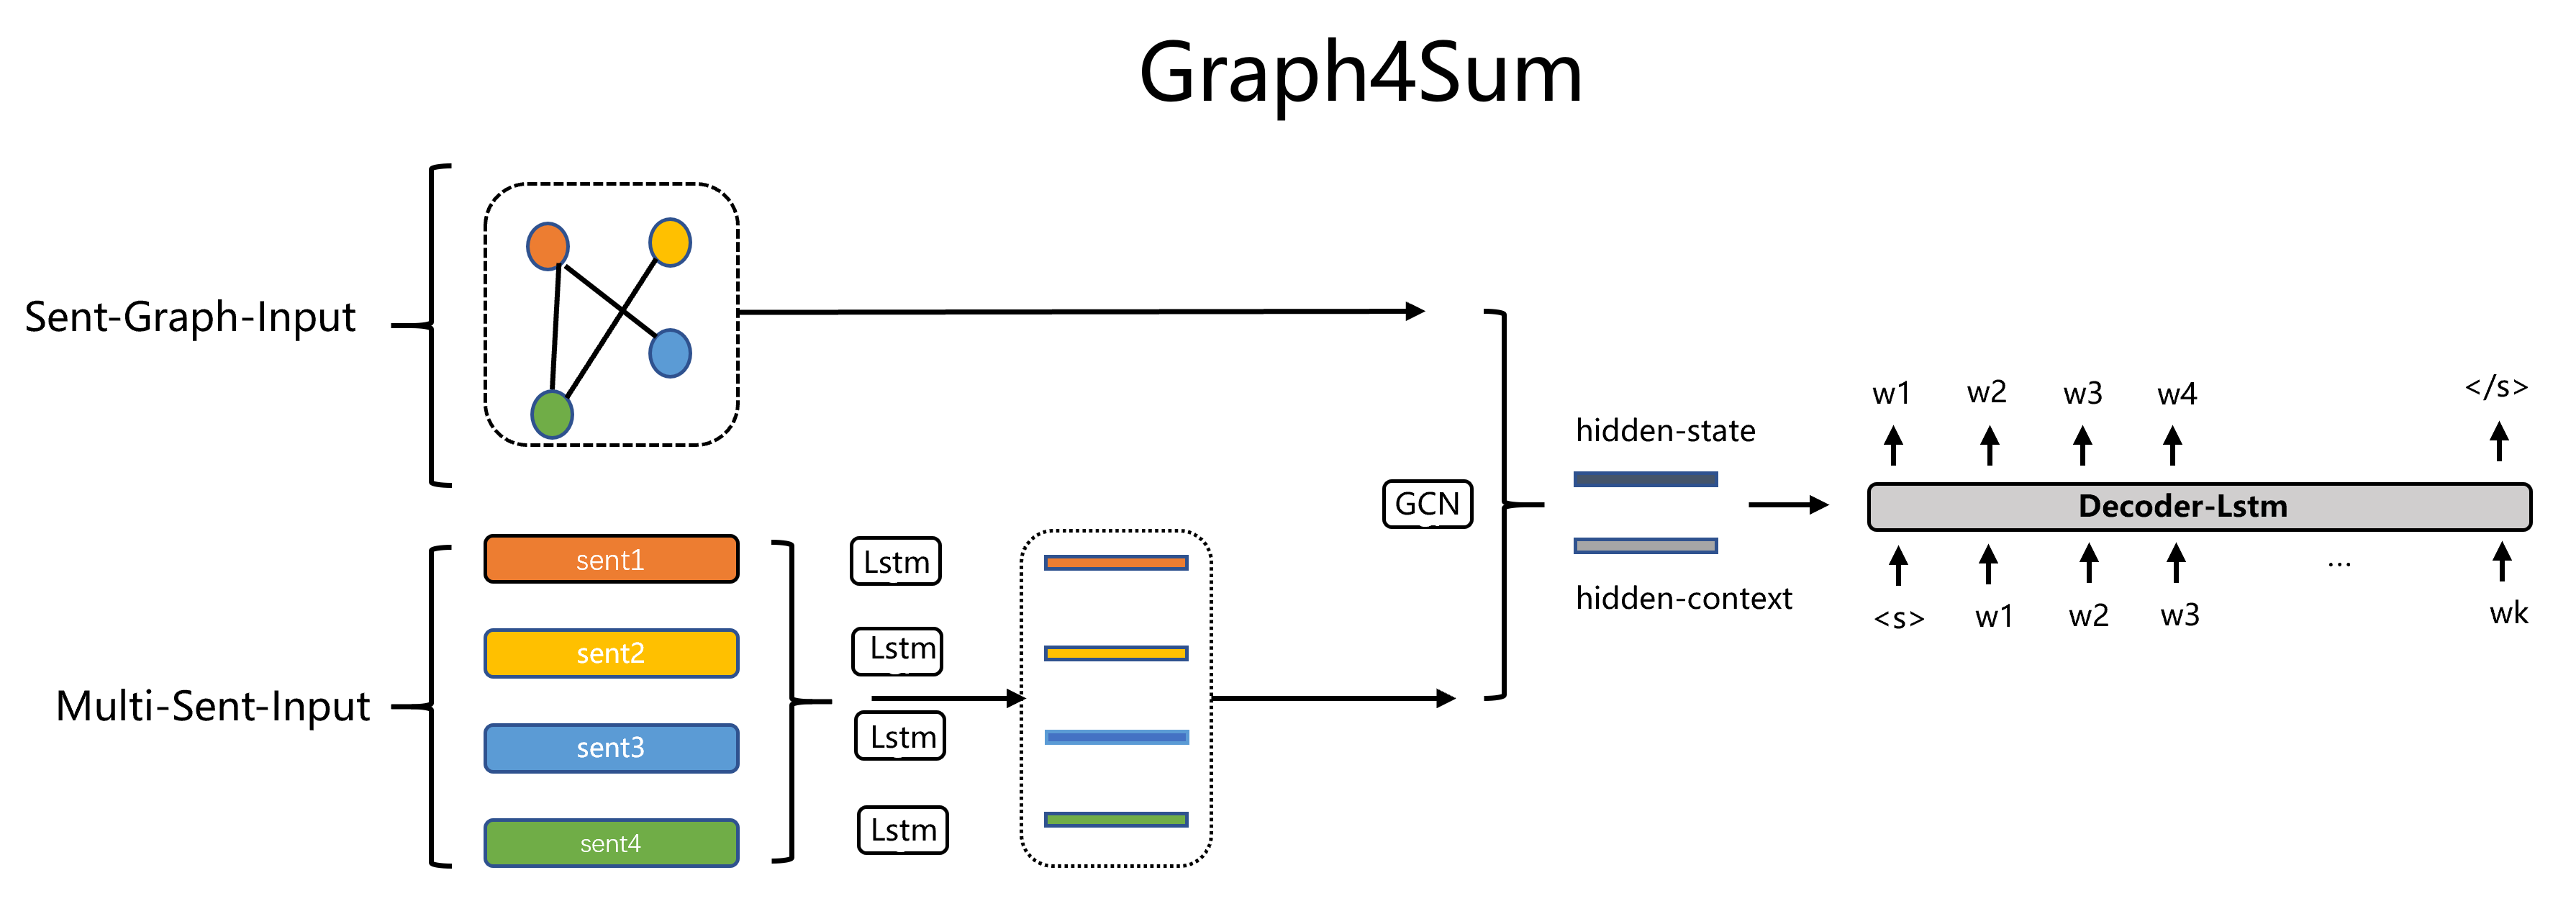 Graph4Sum
Sent-Graph-Input
Multi-Sent-Input
sent1
sent2
sent3
sent4
Lstm
Lstm
Lstm
Lstm
GCN
hidden-state
hidden-context
w1 w2 w3 w4 </s>
Decoder-Lstm
...
<s> w1 w2 w3 wk